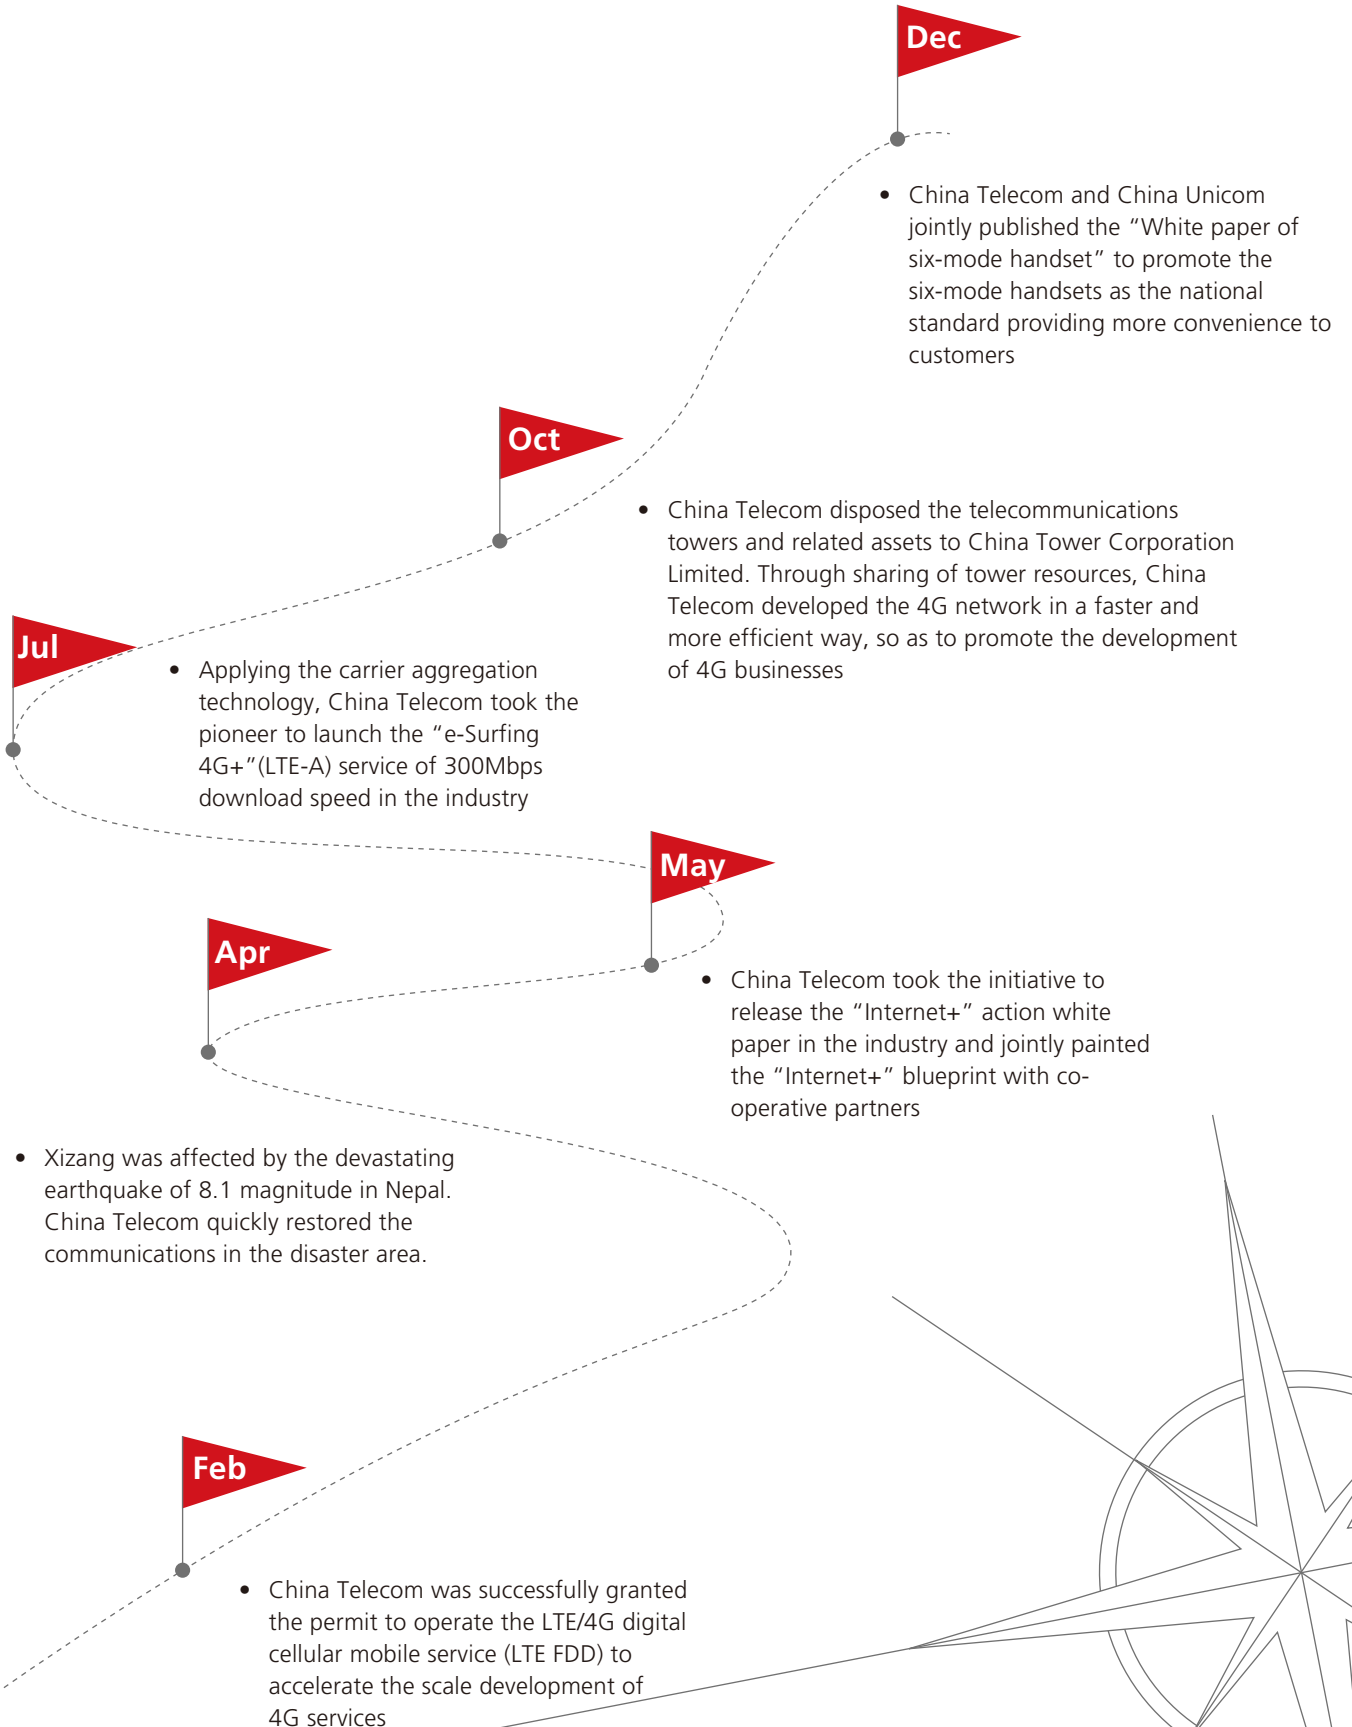 Dec
• China Telecom and China Unicom
jointly published the “White paper of
six-mode handset” to promote the
six-mode handsets as the national
standard providing more convenience to
customers
Oct
• China Telecom disposed the telecommunications
towers and related assets to China Tower Corporation
Limited. Through sharing of tower resources, China
Telecom developed the 4G network in a faster and
more efficient way, so as to promote the development
of 4G businesses
Jul
• Applying the carrier aggregation
technology, China Telecom took the
pioneer to launch the “e-Surfing
4G+”(LTE-A) service of 300Mbps
download speed in the industry
May
• China Telecom took the initiative to
release the “Internet+” action white
paper in the industry and jointly painted
the “Internet+” blueprint with co-
operative partners
Apr
• Xizang was affected by the devastating
earthquake of 8.1 magnitude in Nepal.
China Telecom quickly restored the
communications in the disaster area.
Feb
• China Telecom was successfully granted
the permit to operate the LTE/4G digital
cellular mobile service (LTE FDD) to
accelerate the scale development of
4G services